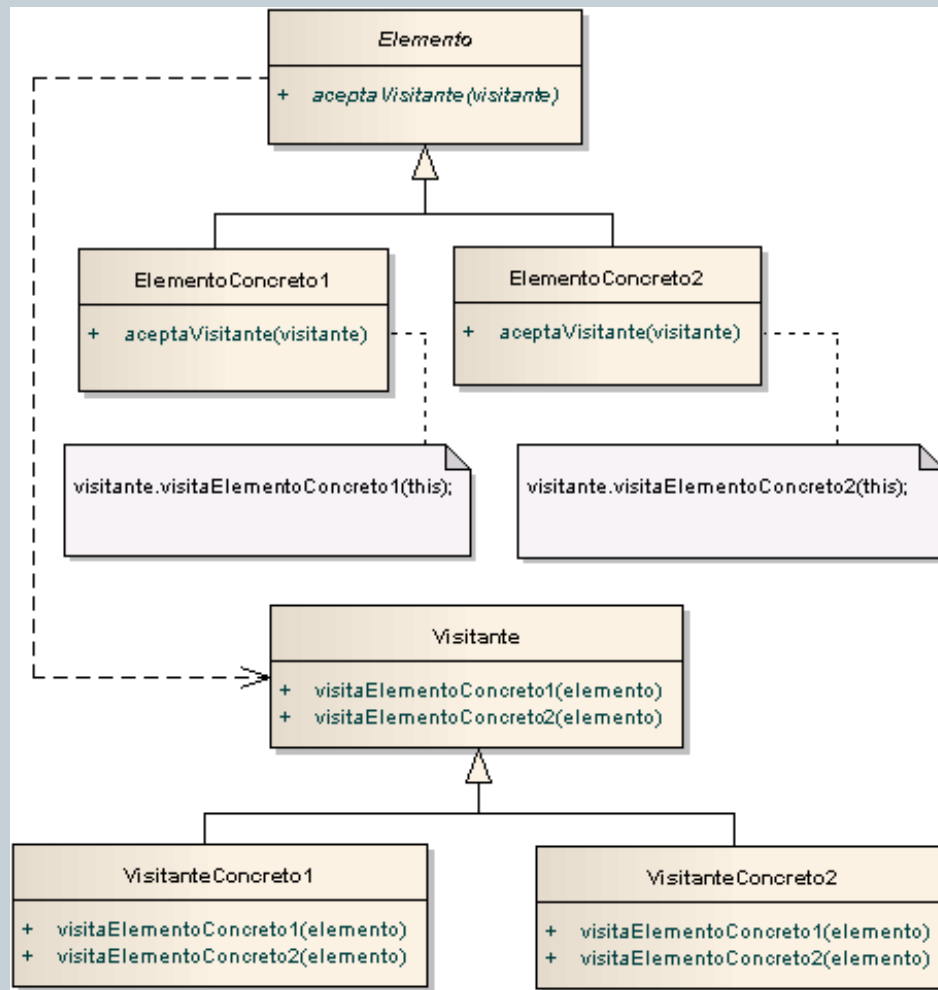 Elemento
+ aceptaVisitante(visitante)
ElementoConcreto1
+ aceptaVisitante(visitante)
ElementoConcreto2
+ aceptaVisitante(visitante)
visitante.visitaElementoConcreto1(this);
visitante.visitaElementoConcreto2(this);
Visitante
+ visitaElementoConcreto1(elemento)
+ visitaElementoConcreto2(elemento)
VisitanteConcreto1
+ visitaElementoConcreto1(elemento)
+ visitaElementoConcreto2(elemento)
VisitanteConcreto2
+ visitaElementoConcreto1(elemento)
+ visitaElementoConcreto2(elemento)